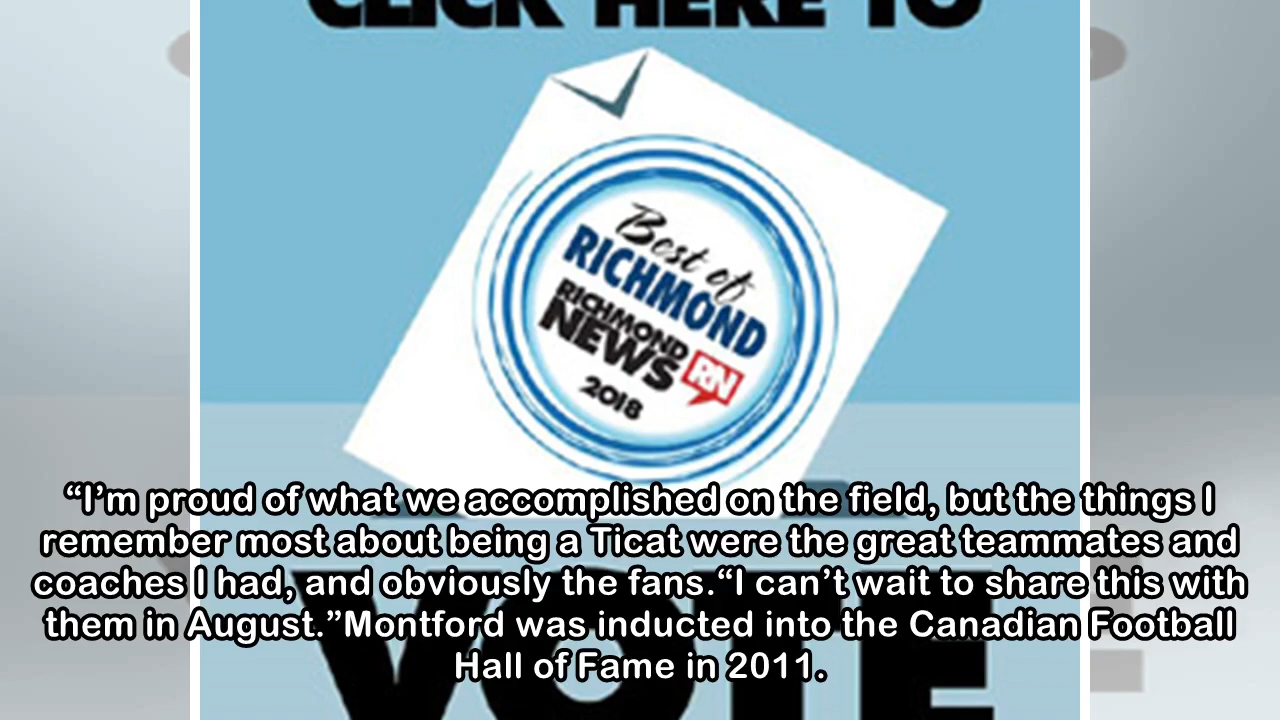 CLICK HERE TO
Best of
RICHMOND
RICHMOND
NEWS
RN
2018
“I’m proud of what we accomplished on the field, but the things I
remember most about being a Ticat were the great teammates and
coaches I had, and obviously the fans.“I can’t wait to share this with
them in August.”Montford was inducted into the Canadian Football
Hall of Fame in 2011.
VOTE